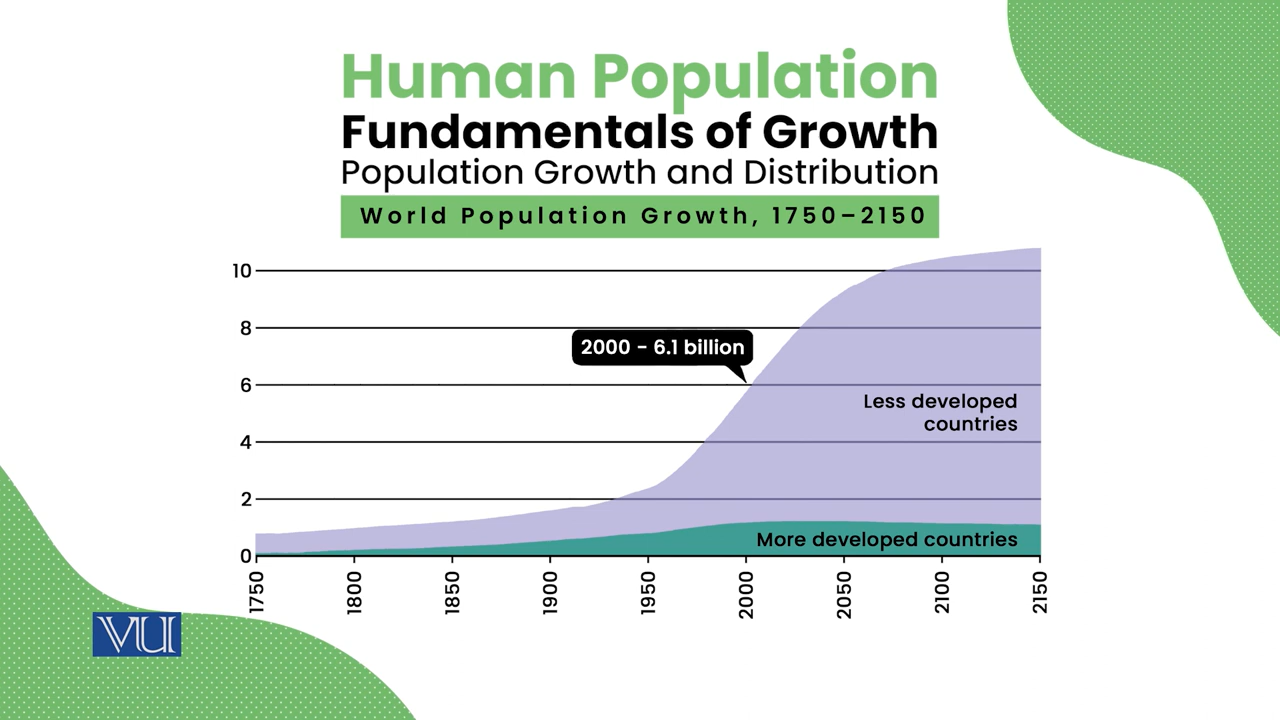 Human Population
Fundamentals of Growth
Population Growth and Distribution
World Population Growth, 1750–2150
10
8
2000 - 6.1 billion
6
Less developed
countries
4
2
More developed countries
0
1750
1800
1850
1900
1950
2000
2050
2100
2150
VU